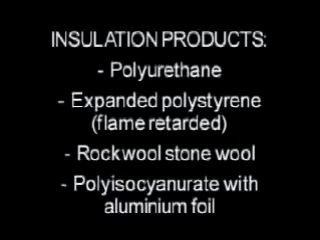 INSULATION PRODUCTS:
- Polyurethane
- Expanded polystyrene
(flame retarded)
- Rockwool stone wool
- Polyisocyanurate with
aluminium foil